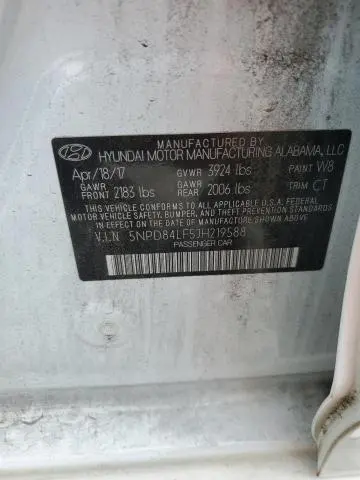 MANUFACTURED BY
HYUNDAI MOTOR MANUFACTURING ALABAMA, LLC
Apr/18/17 GVWR 3924 lbs PAINT W8
GAWR FRONT 2183 lbs GAWR REAR 2006 lbs TRIM CT
THIS VEHICLE CONFORMS TO ALL APPLICABLE U.S. FEDERAL MOTOR
VEHICLE SAFETY, BUMPER, AND THEFT PREVENTION STANDARDS
IN EFFECT ON THE DATE OF MANUFACTURE SHOWN ABOVE.
V.I.N 5NPD84LF5JH219588
PASSENGER CAR